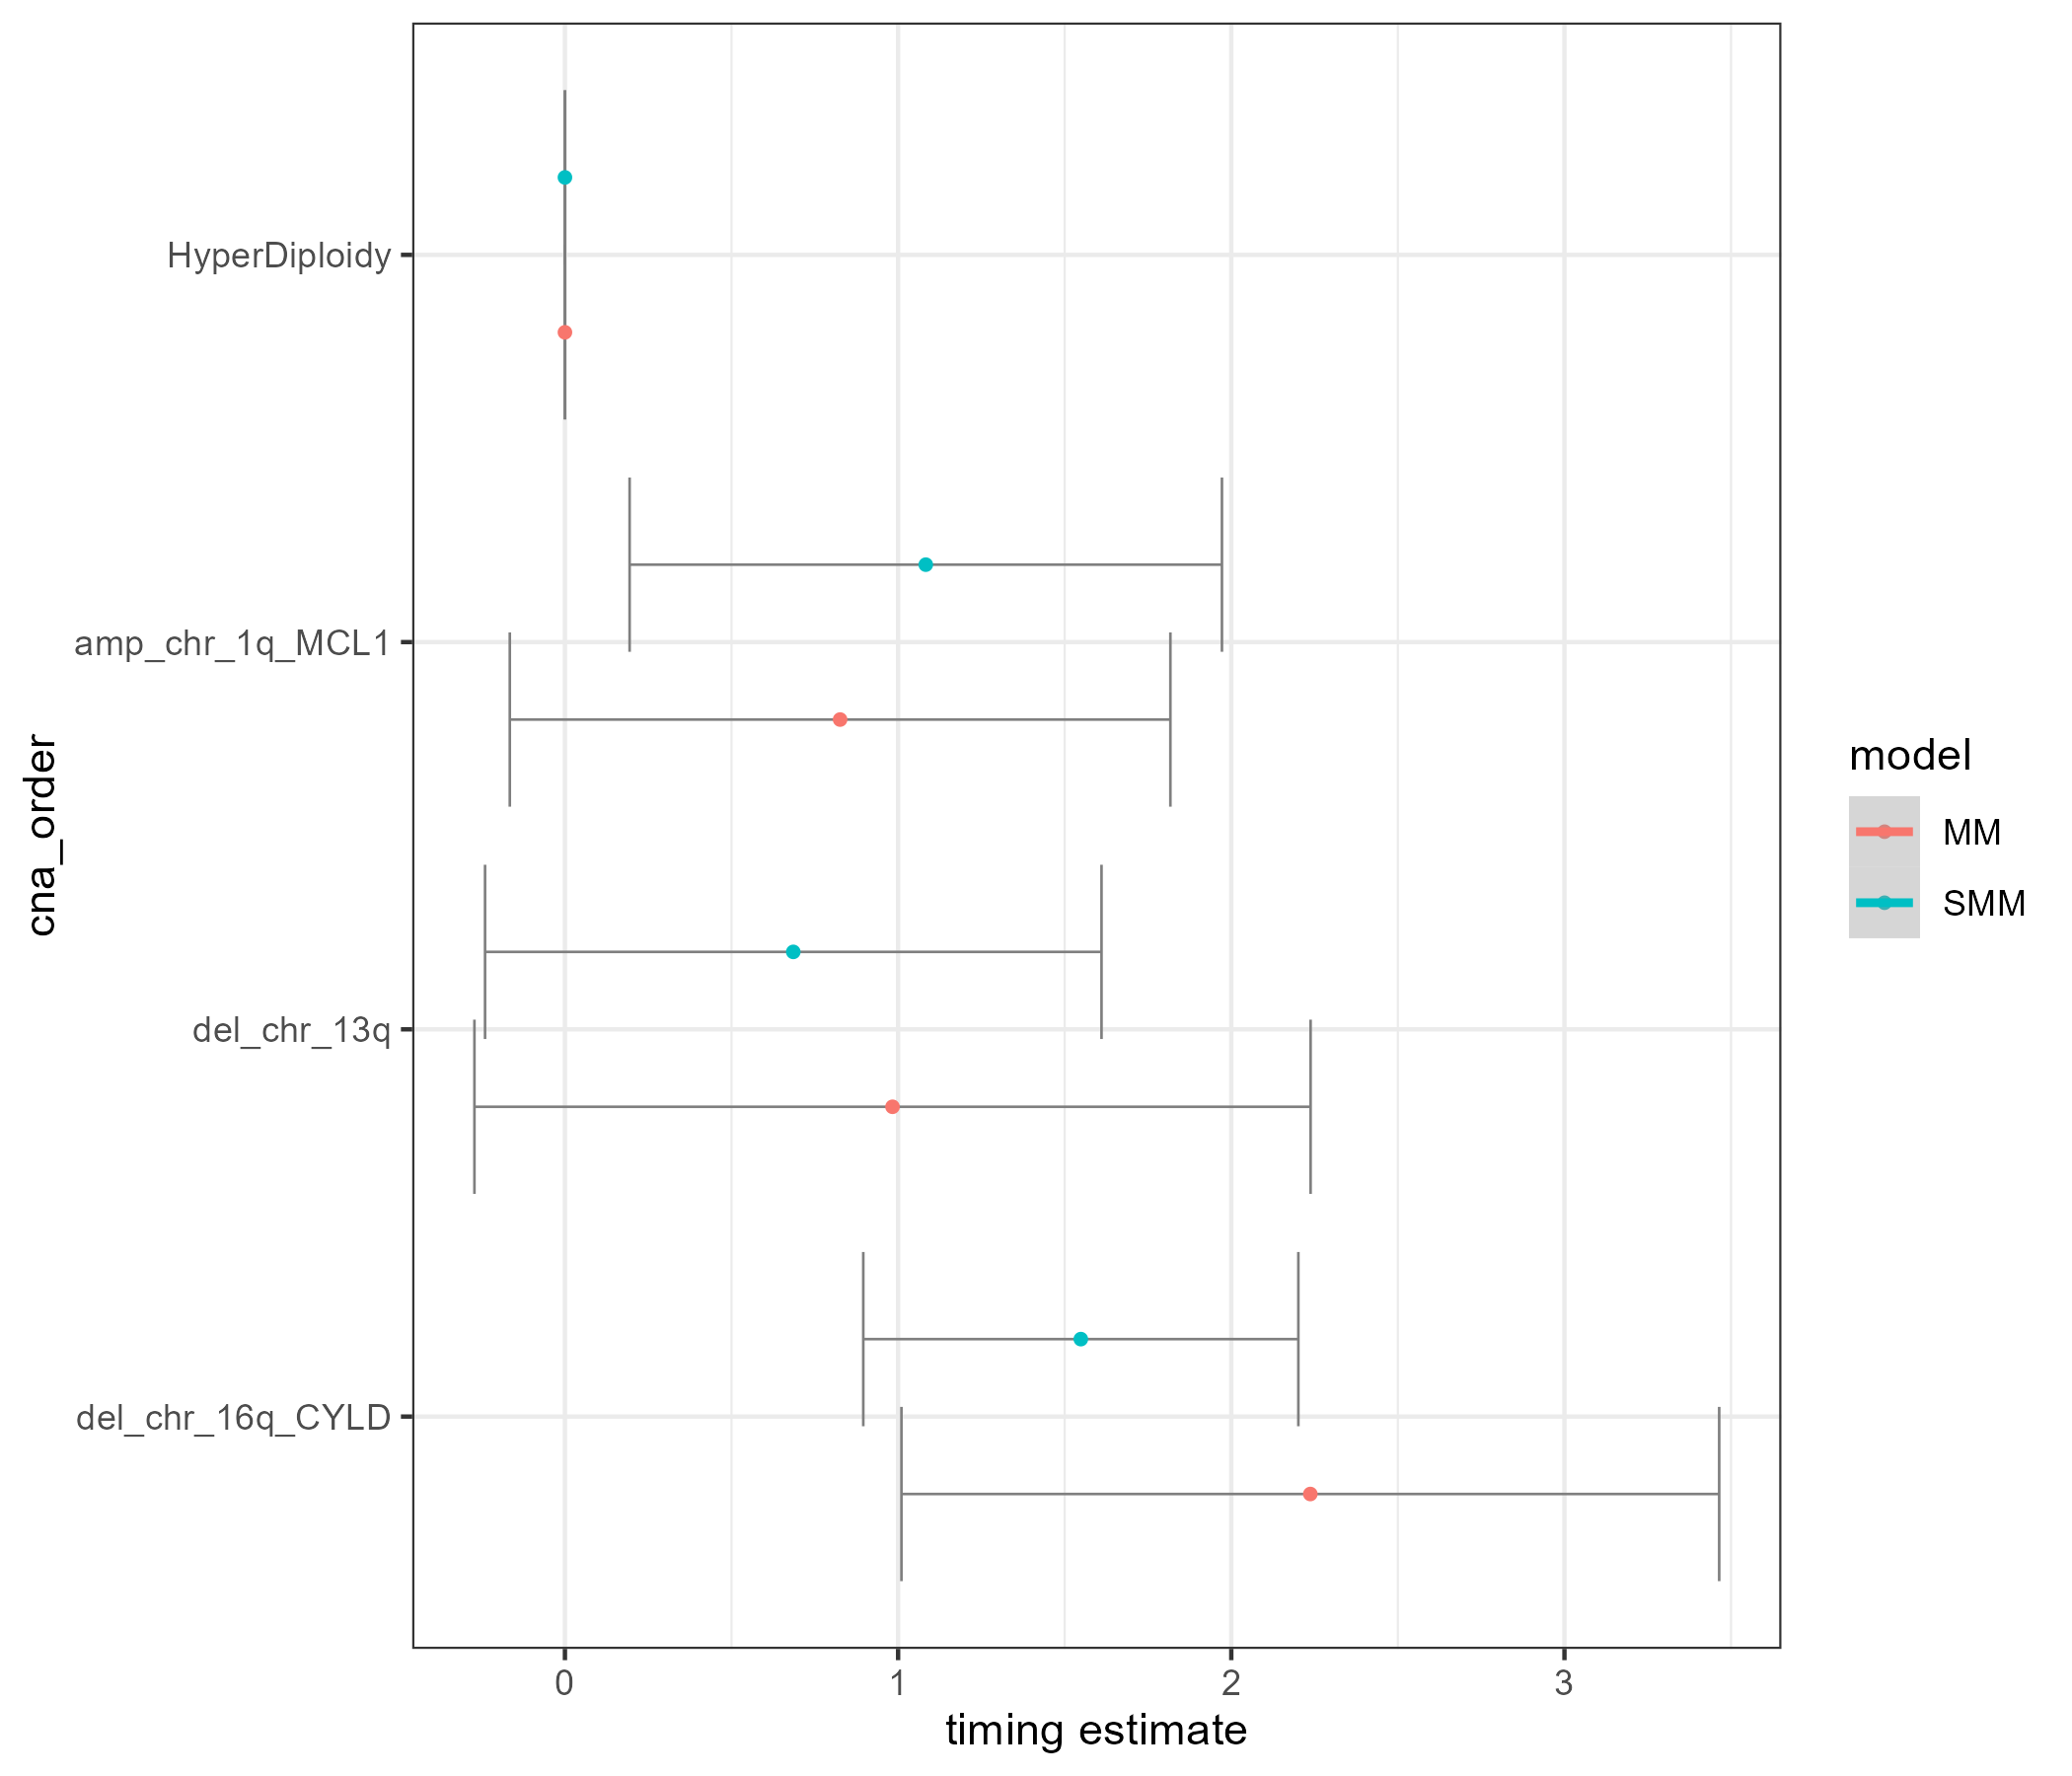 HyperDiploidy
amp_chr_1q_MCL1
del_chr_13q
del_chr_16q_CYLD
cna_order
0 1 2 3
timing estimate
model
MM
SMM